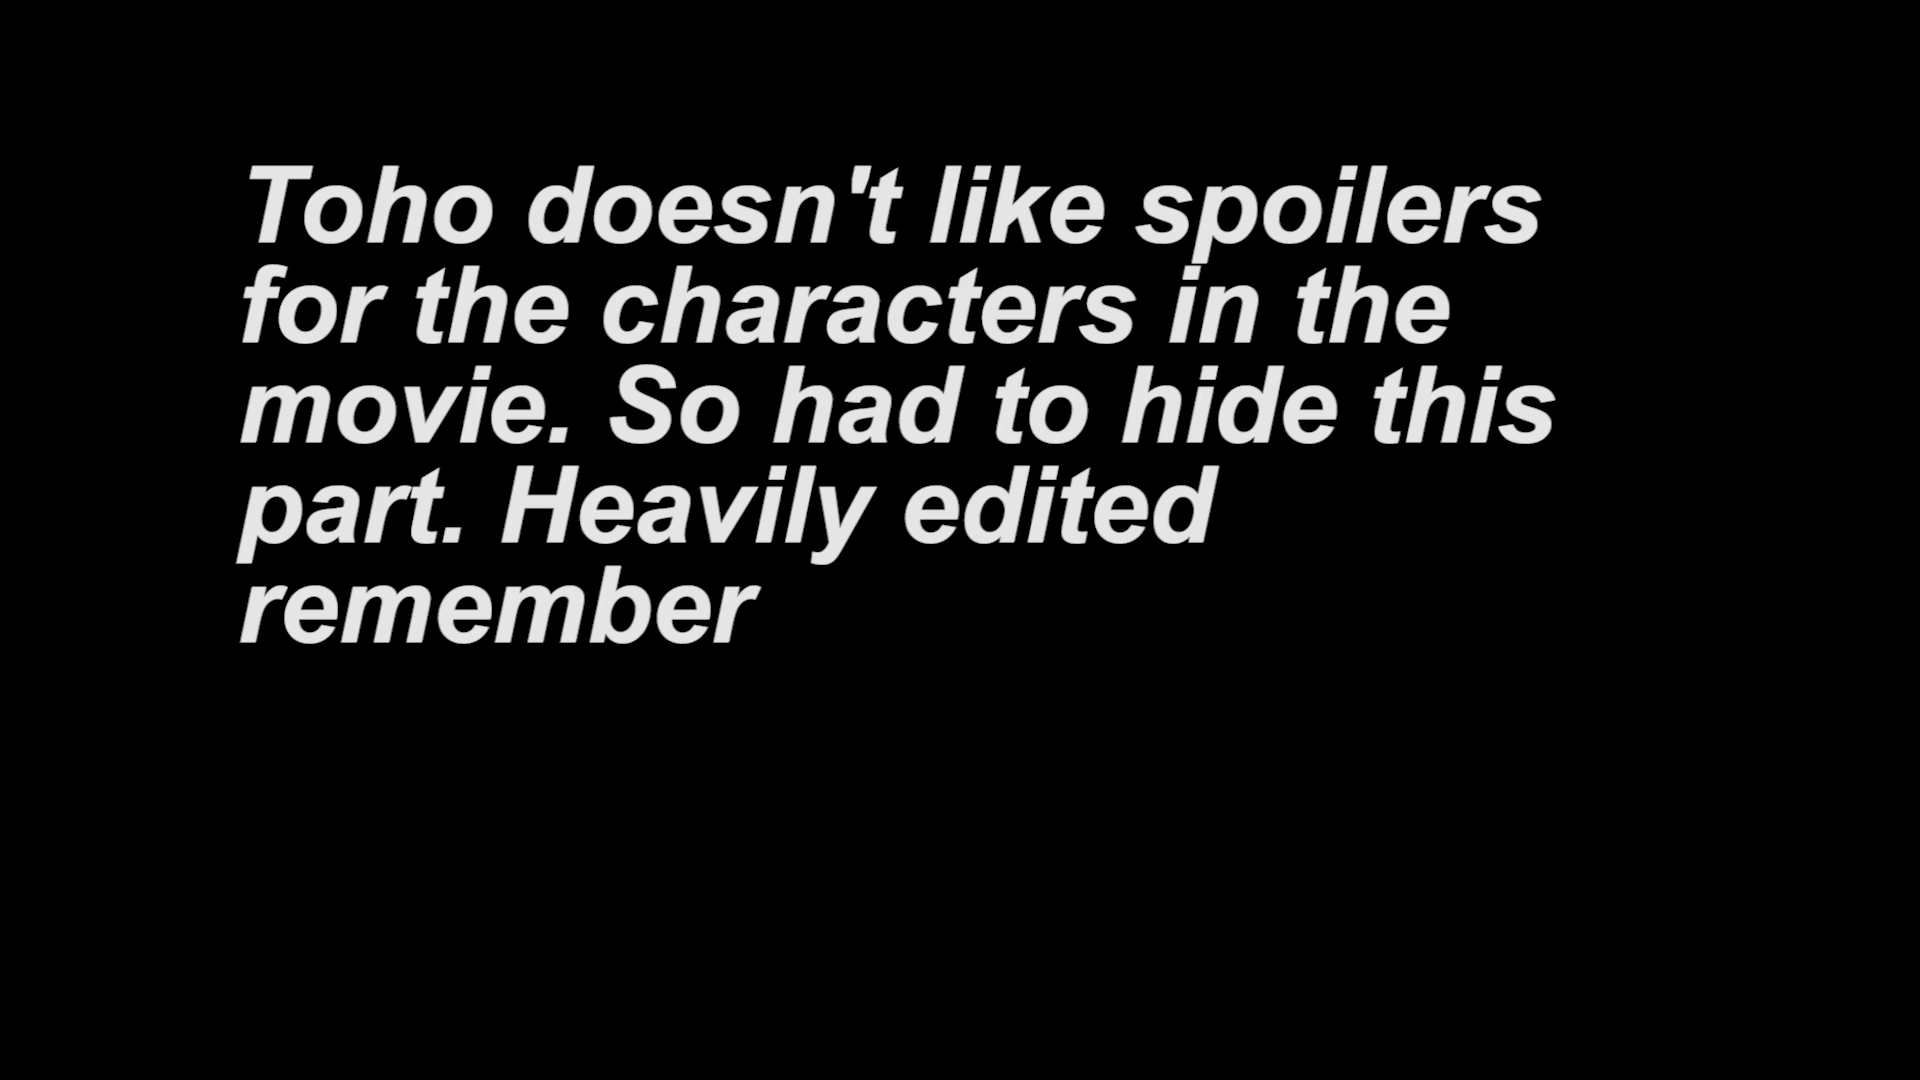 Toho doesn't like spoilers
for the characters in the
movie. So had to hide this
part. Heavily edited
remember